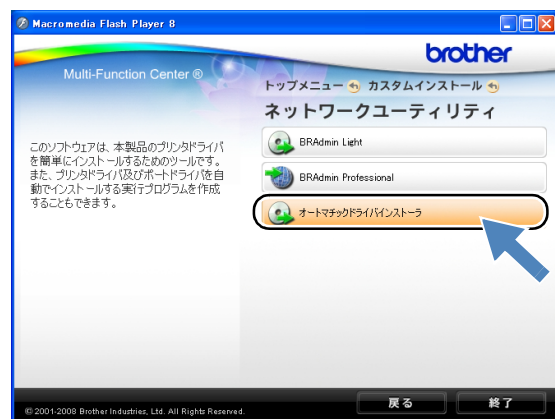 Macromedia Flash Player 8
brother
Multi-Function Center ®
トップメニュー カスタムインストール
ネットワークユーティリティ
このソフトウェアは、本製品のプリンタドライバ
を簡単にインストールするためのツールです。
また、プリンタドライバ及びポートドライバを自
動でインストールする実行プログラムを作成
することもできます。
BRAdmin Light
BRAdmin Professional
オートマチックドライバインストーラ
戻る
終了
© 2001-2008 Brother Industries, Ltd. All Rights Reserved.